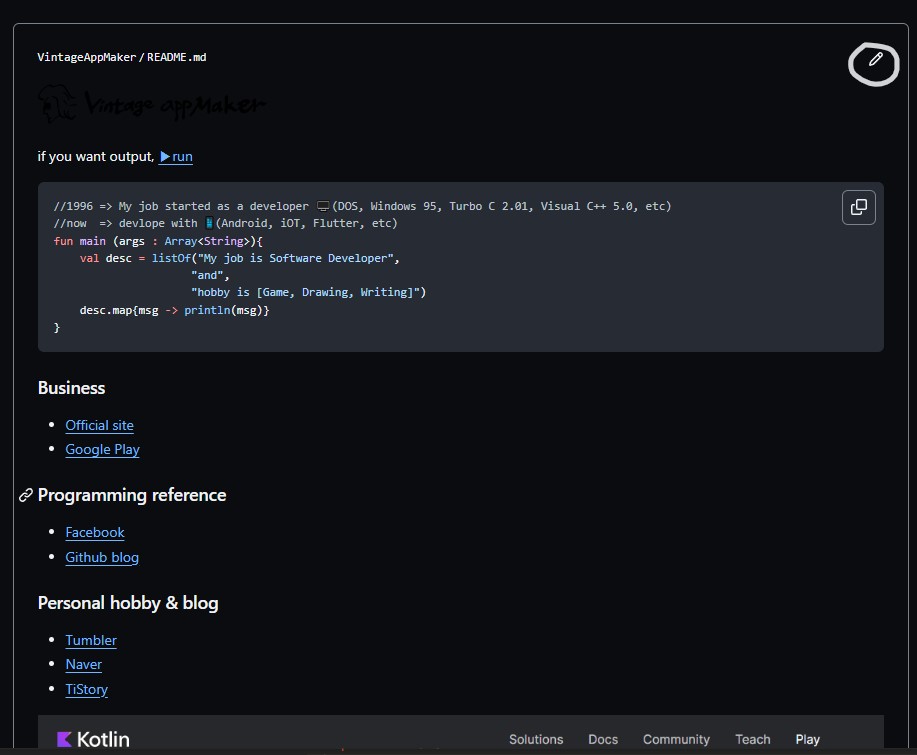 VintageAppMaker / README.md
Vintage appMaker
if you want output, ▶run
//1996 => My job started as a developer 🖥️(DOS, Windows 95, Turbo C 2.01, Visual C++ 5.0, etc)
//now  => devlope with 📱(Android, iOT, Flutter, etc)
fun main (args : Array<String>){
    val desc = listOf("My job is Software Developer",
                     "and",
                     "hobby is [Game, Drawing, Writing]")
    desc.map{msg -> println(msg)}
}
Business
Official site
Google Play
Programming reference
Facebook
Github blog
Personal hobby & blog
Tumbler
Naver
TiStory
Kotlin Solutions Docs Community Teach Play